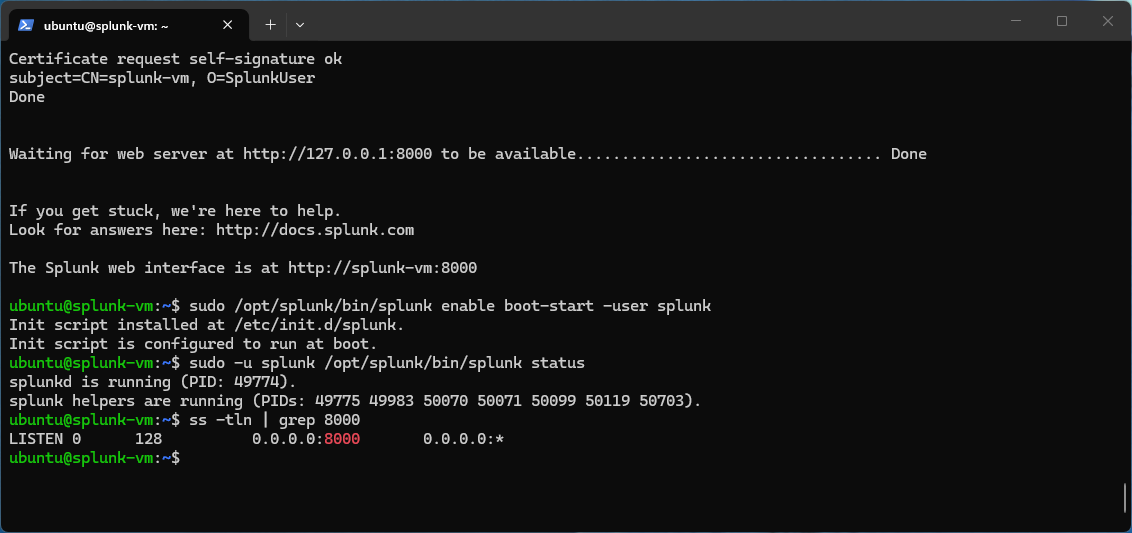 ubuntu@splunk-vm: ~
Certificate request self-signature ok
subject=CN=splunk-vm, O=SplunkUser
Done
Waiting for web server at http://127.0.0.1:8000 to be available.................................. Done
If you get stuck, we're here to help.
Look for answers here: http://docs.splunk.com
The Splunk web interface is at http://splunk-vm:8000
ubuntu@splunk-vm:~$ sudo /opt/splunk/bin/splunk enable boot-start -user splunk
Init script installed at /etc/init.d/splunk.
Init script is configured to run at boot.
ubuntu@splunk-vm:~$ sudo -u splunk /opt/splunk/bin/splunk status
splunkd is running (PID: 49774).
splunk helpers are running (PIDs: 49775 49983 50070 50071 50099 50119 50703).
ubuntu@splunk-vm:~$ ss -tln | grep 8000
LISTEN 0      128          0.0.0.0:8000       0.0.0.0:*
ubuntu@splunk-vm:~$